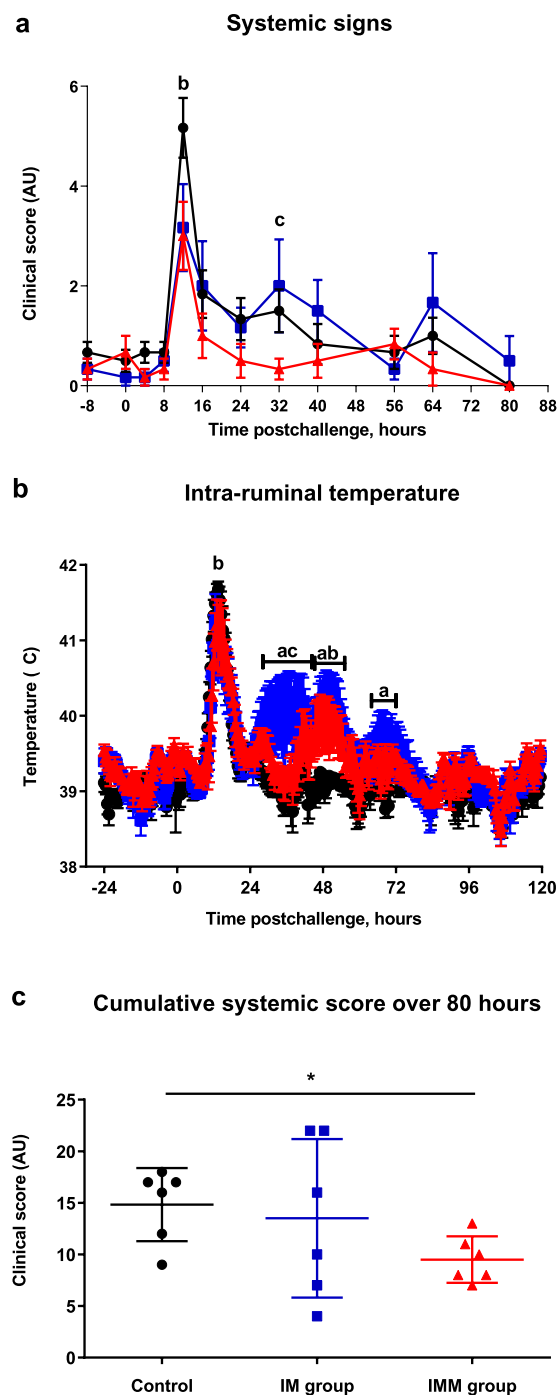 a
Systemic signs
b
c
6
4
2
0
Clinical score (AU)
-8 0 8 16 24 32 40 48 56 64 72 80 88
Time postchallenge, hours
b
Intra-ruminal temperature
b
ac ab
a
42
41
40
39
38
Temperature ( C)
-24 0 24 48 72 96 120
Time postchallenge, hours
c
Cumulative systemic score over 80 hours
*
25
20
15
10
5
0
Clinical score (AU)
Control IM group IMM group